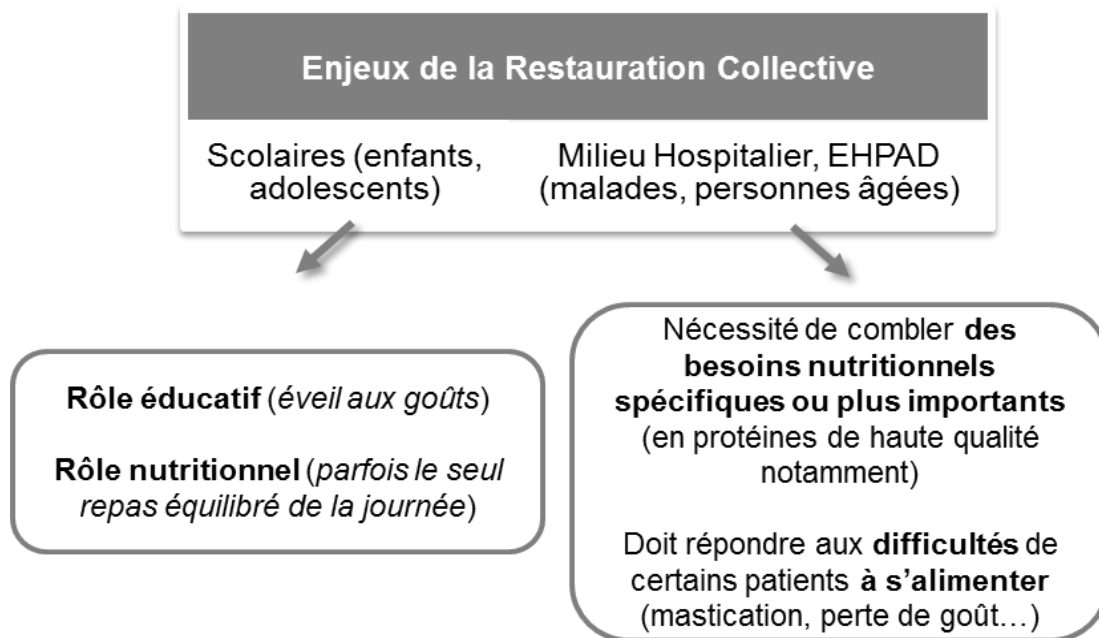 Enjeux de la Restauration Collective
Scolaires (enfants,
adolescents)
Milieu Hospitalier, EHPAD
(malades, personnes âgées)
Rôle éducatif (éveil aux goûts)
Rôle nutritionnel (parfois le seul
repas équilibré de la journée)
Nécessité de combler des
besoins nutritionnels
spécifiques ou plus importants
(en protéines de haute qualité
notamment)
Doit répondre aux difficultés de
certains patients à s’alimenter
(mastication, perte de goût…)